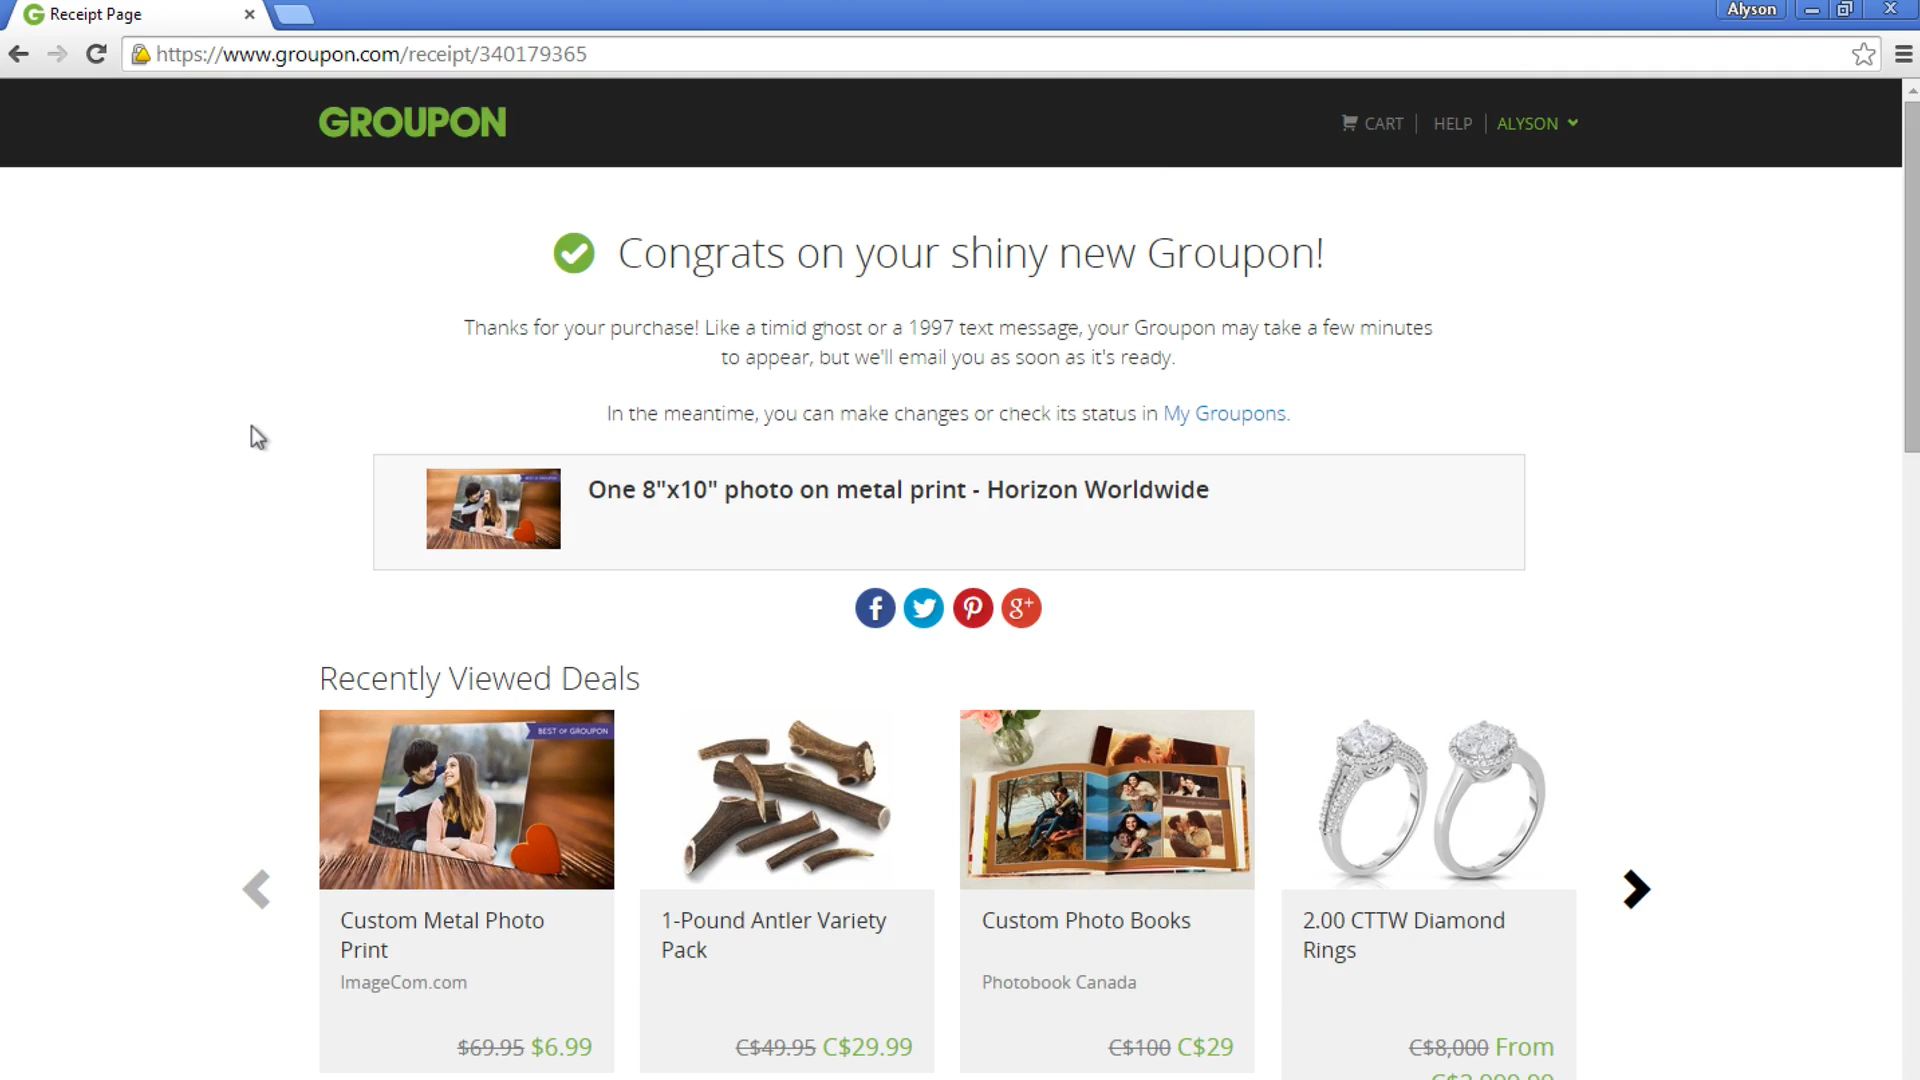 Receipt Page
Alyson
https://www.groupon.com/receipt/340179365
GROUPON
CART | HELP | ALYSON
Congrats on your shiny new Groupon!
Thanks for your purchase! Like a timid ghost or a 1997 text message, your Groupon may take a few minutes
to appear, but we'll email you as soon as it's ready.
In the meantime, you can make changes or check its status in My Groupons.
One 8"x10" photo on metal print - Horizon Worldwide
Recently Viewed Deals
BEST OF GROUPON
Custom Metal Photo
Print
ImageCom.com
$69.95 $6.99
1-Pound Antler Variety
Pack
C$49.95 C$29.99
Custom Photo Books
Photobook Canada
C$100 C$29
2.00 CTTW Diamond
Rings
C$8,000 From